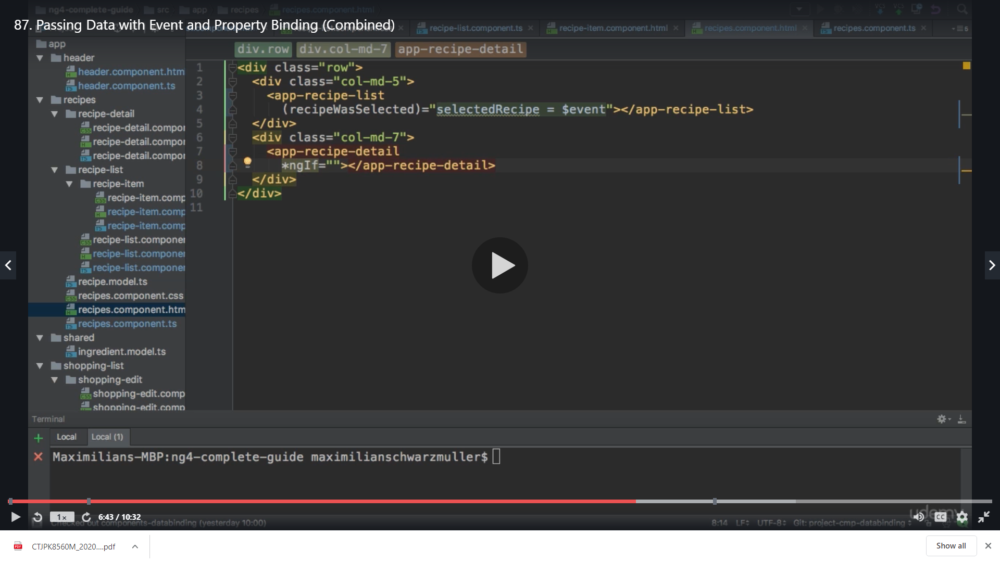 ng4-complete-guide src app recipes recipes.component.html
87. Passing Data with Event and Property Binding (Combined)
recipe-list.component.ts × recipe-item.component.html × recipes.component.html × recipes.component.ts × 5
app
header
header.component.htm
header.component.ts
recipes
recipe-detail
recipe-detail.compor
recipe-detail.compor
recipe-detail.compor
recipe-list
recipe-item
recipe-item.comp
recipe-item.comp
recipe-item.comp
recipe-list.componer
recipe-list.componer
recipe-list.componer
recipe.model.ts
recipes.component.css
recipes.component.htm
recipes.component.ts
shared
ingredient.model.ts
shopping-list
shopping-edit
shopping-edit.comp
shopping-edit.comp
div.row div.col-md-7 app-recipe-detail
1 <div class="row">
2 <div class="col-md-5">
3 <app-recipe-list
4 (recipeWasSelected)="selectedRecipe = $event"></app-recipe-list>
5 </div>
6 <div class="col-md-7">
7 <app-recipe-detail
8 *ngIf=""></app-recipe-detail>
9 </div>
10 </div>
11
Terminal
Local Local (1)
Maximilians-MBP:ng4-complete-guide maximilianschwarzmuller$
udemy
1x 6:43 / 10:32 CC
Checked out components-databinding (yesterday 10:00) 8:14 LF UTF-8 Git: project-cmp-databinding
CTJPK8560M_2020....pdf Show all